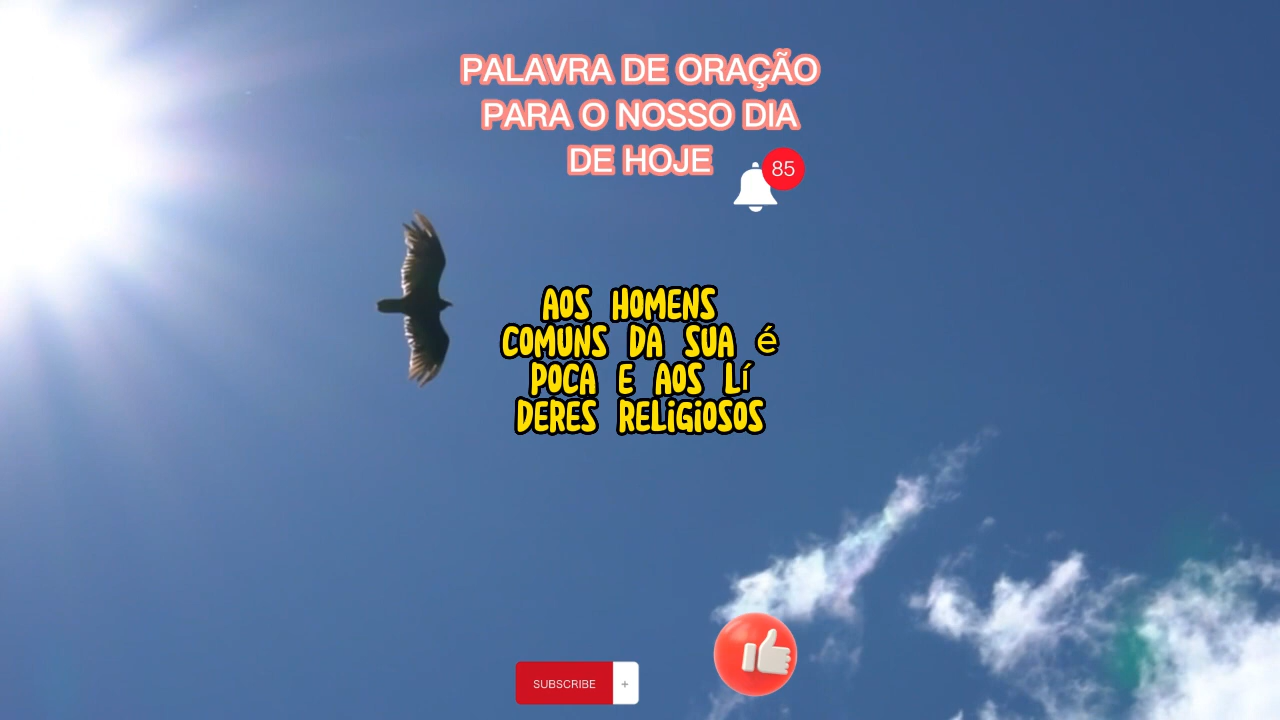 PALAVRA DE ORAÇÃO
PARA O NOSSO DIA
DE HOJE
85
AOS HOMENS
COMUNS DA SUA é
POCA E AOS Lí
DERES RELiGiOSOS
SUBSCRIBE +